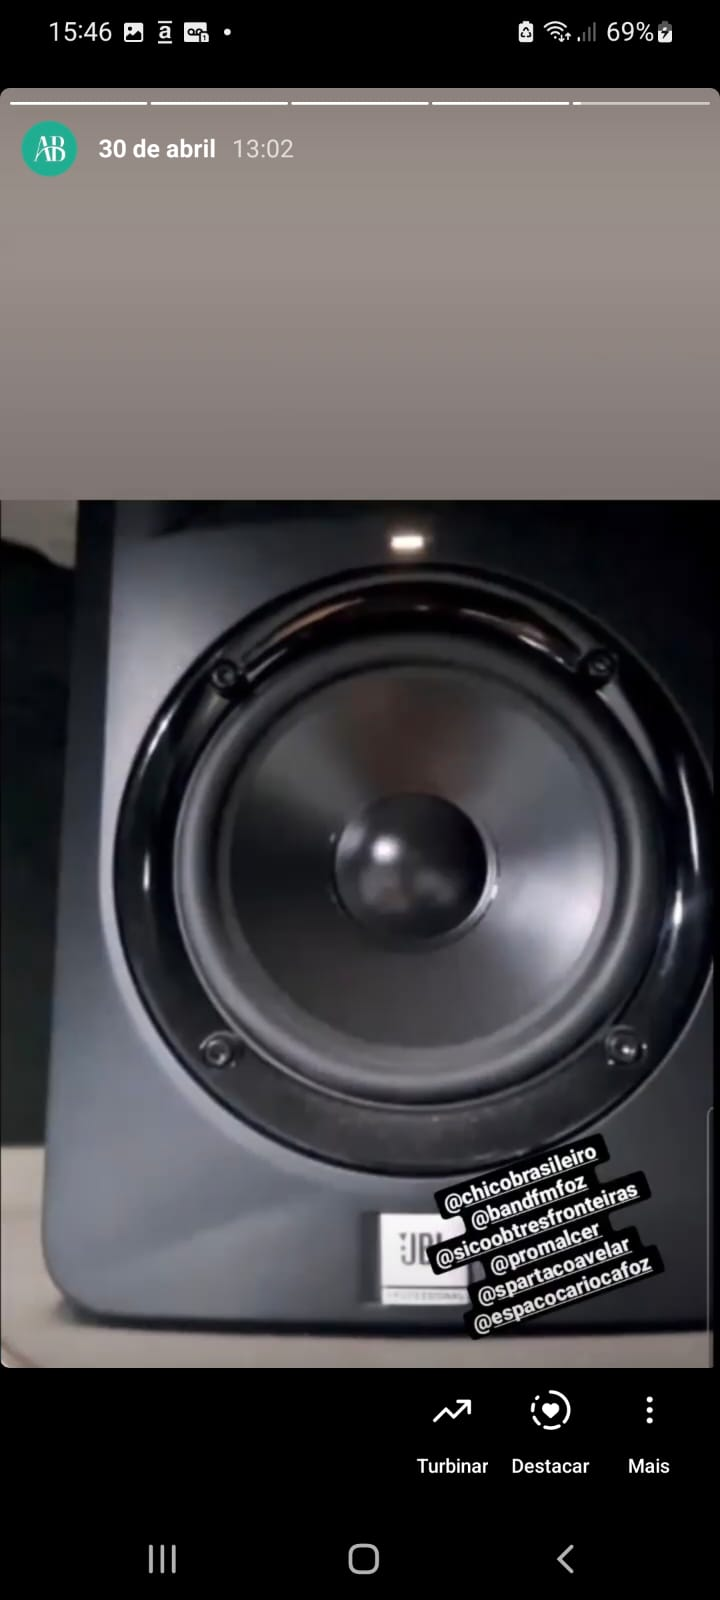 15:46
69%
AB 30 de abril 13:02
@chicobrasileiro
@bandfmfoz
@sicoobtresfronteiras
@promalcer
@spartacoavelar
@espacocariocafoz
Turbinar Destacar Mais